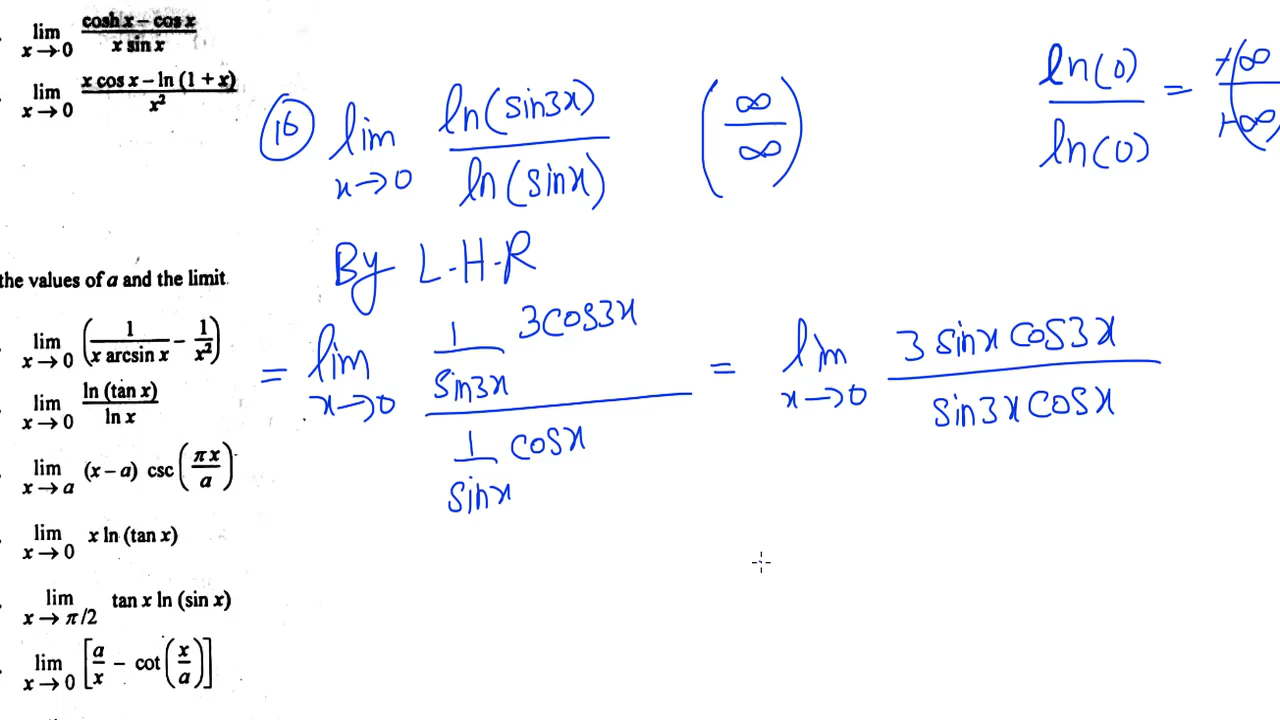 lim x→0 cosh x – cos x / x sin x
lim x→0 x cos x – ln (1 + x) / x²
(16) lim x→0 ln(sin3x) / ln(sinx) (∞/∞)
ln(0) / ln(0) = +∞ / +∞
By L-H-R
= lim x→0 1/sin3x 3cos3x / 1/sinx cosx = lim x→0 3 sinx cos3x / sin3x cosx
the values of a and the limit
lim x→0 (1 / x arcsin x – 1/x²)
lim x→0 ln (tan x) / ln x
lim x→a (x – a) csc (πx/a)
lim x→0 x ln (tan x)
lim x→π/2 tan x ln (sin x)
lim x→0 [a/x – cot (x/a)]